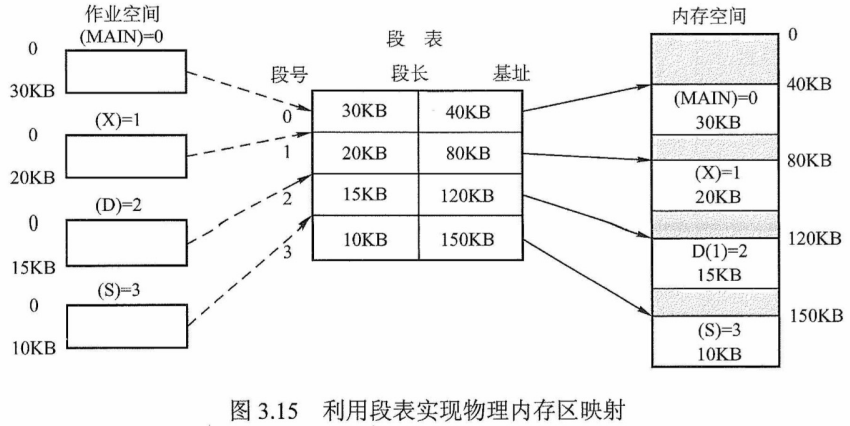 作业空间
(MAIN)=0
0
30KB
(X)=1
0
20KB
(D)=2
0
15KB
(S)=3
0
10KB
段 表
段号 段长 基址
0 30KB 40KB
1 20KB 80KB
2 15KB 120KB
3 10KB 150KB
内存空间
0
40KB
(MAIN)=0
30KB
80KB
(X)=1
20KB
120KB
D(1)=2
15KB
150KB
(S)=3
10KB
图 3.15 利用段表实现物理内存区映射